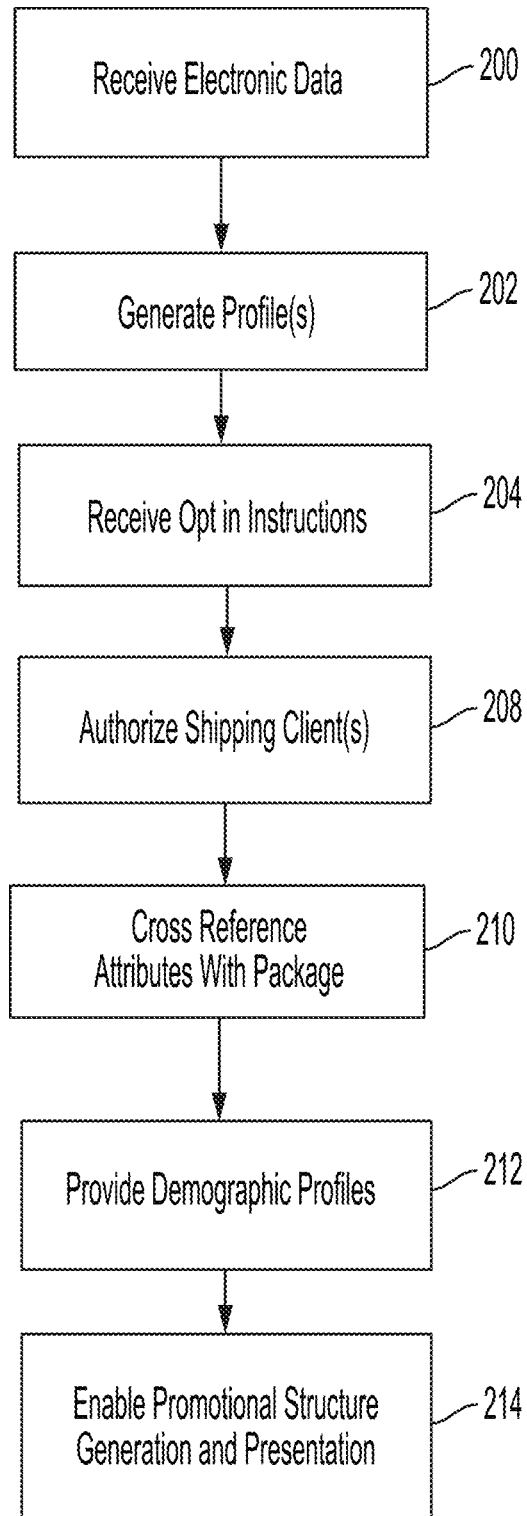 Receive Electronic Data
200
Generate Profile(s)
202
Receive Opt in Instructions
204
Authorize Shipping Client(s)
208
Cross Reference
Attributes With Package
210
Provide Demographic Profiles
212
Enable Promotional Structure
Generation and Presentation
214